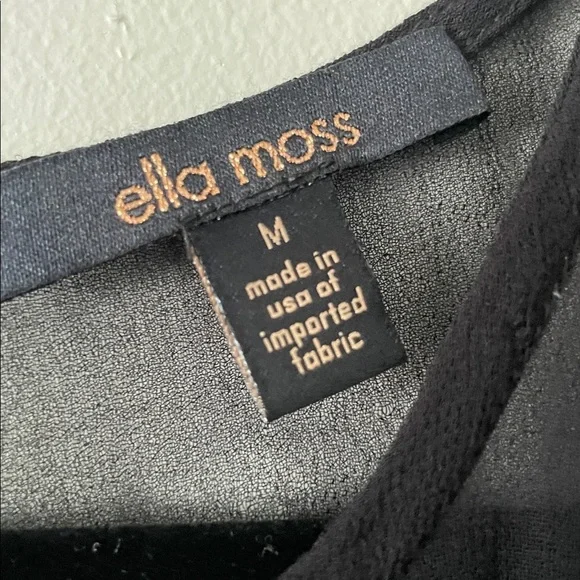 ella moss
M
made in
usa of
imported
fabric